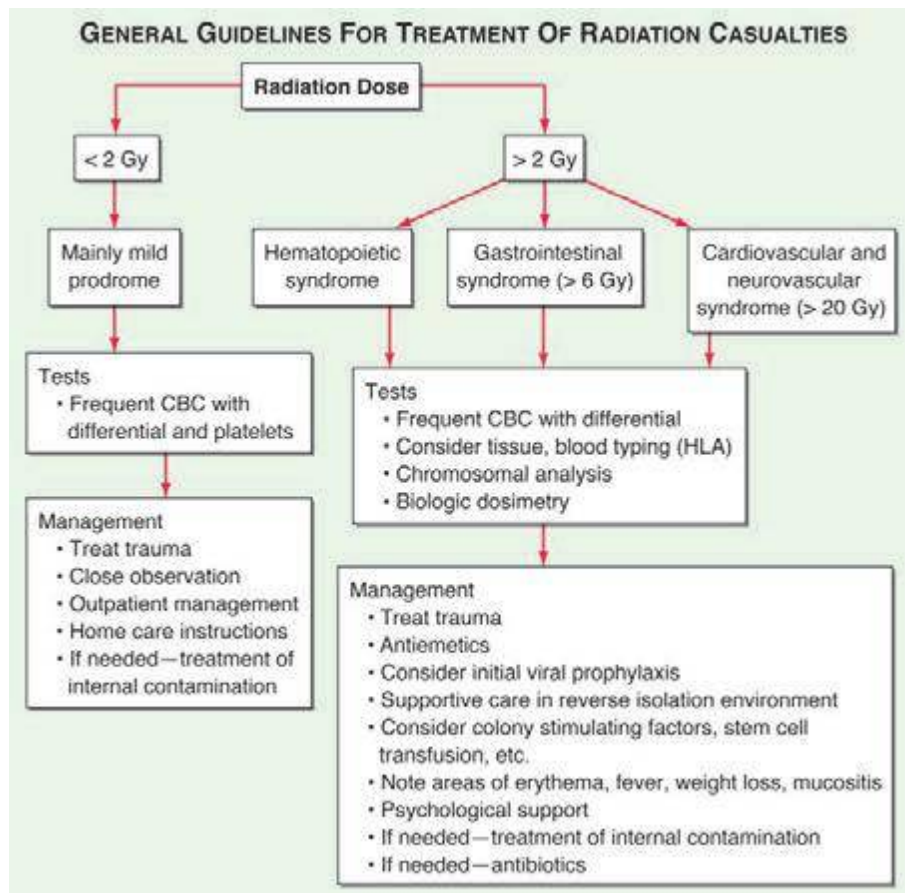 GENERAL GUIDELINES FOR TREATMENT OF RADIATION CASUALTIES
Radiation Dose
< 2 Gy
> 2 Gy
Mainly mild
prodrome
Hematopoietic
syndrome
Gastrointestinal
syndrome (> 6 Gy)
Cardiovascular and
neurovascular
syndrome (> 20 Gy)
Tests
• Frequent CBC with
differential and platelets
Tests
• Frequent CBC with differential
• Consider tissue, blood typing (HLA)
• Chromosomal analysis
• Biologic dosimetry
Management
• Treat trauma
• Close observation
• Outpatient management
• Home care instructions
• If needed—treatment of
internal contamination
Management
• Treat trauma
• Antiemetics
• Consider initial viral prophylaxis
• Supportive care in reverse isolation environment
• Consider colony stimulating factors, stem cell
transfusion, etc.
• Note areas of erythema, fever, weight loss, mucositis
• Psychological support
• If needed—treatment of internal contamination
• If needed—antibiotics